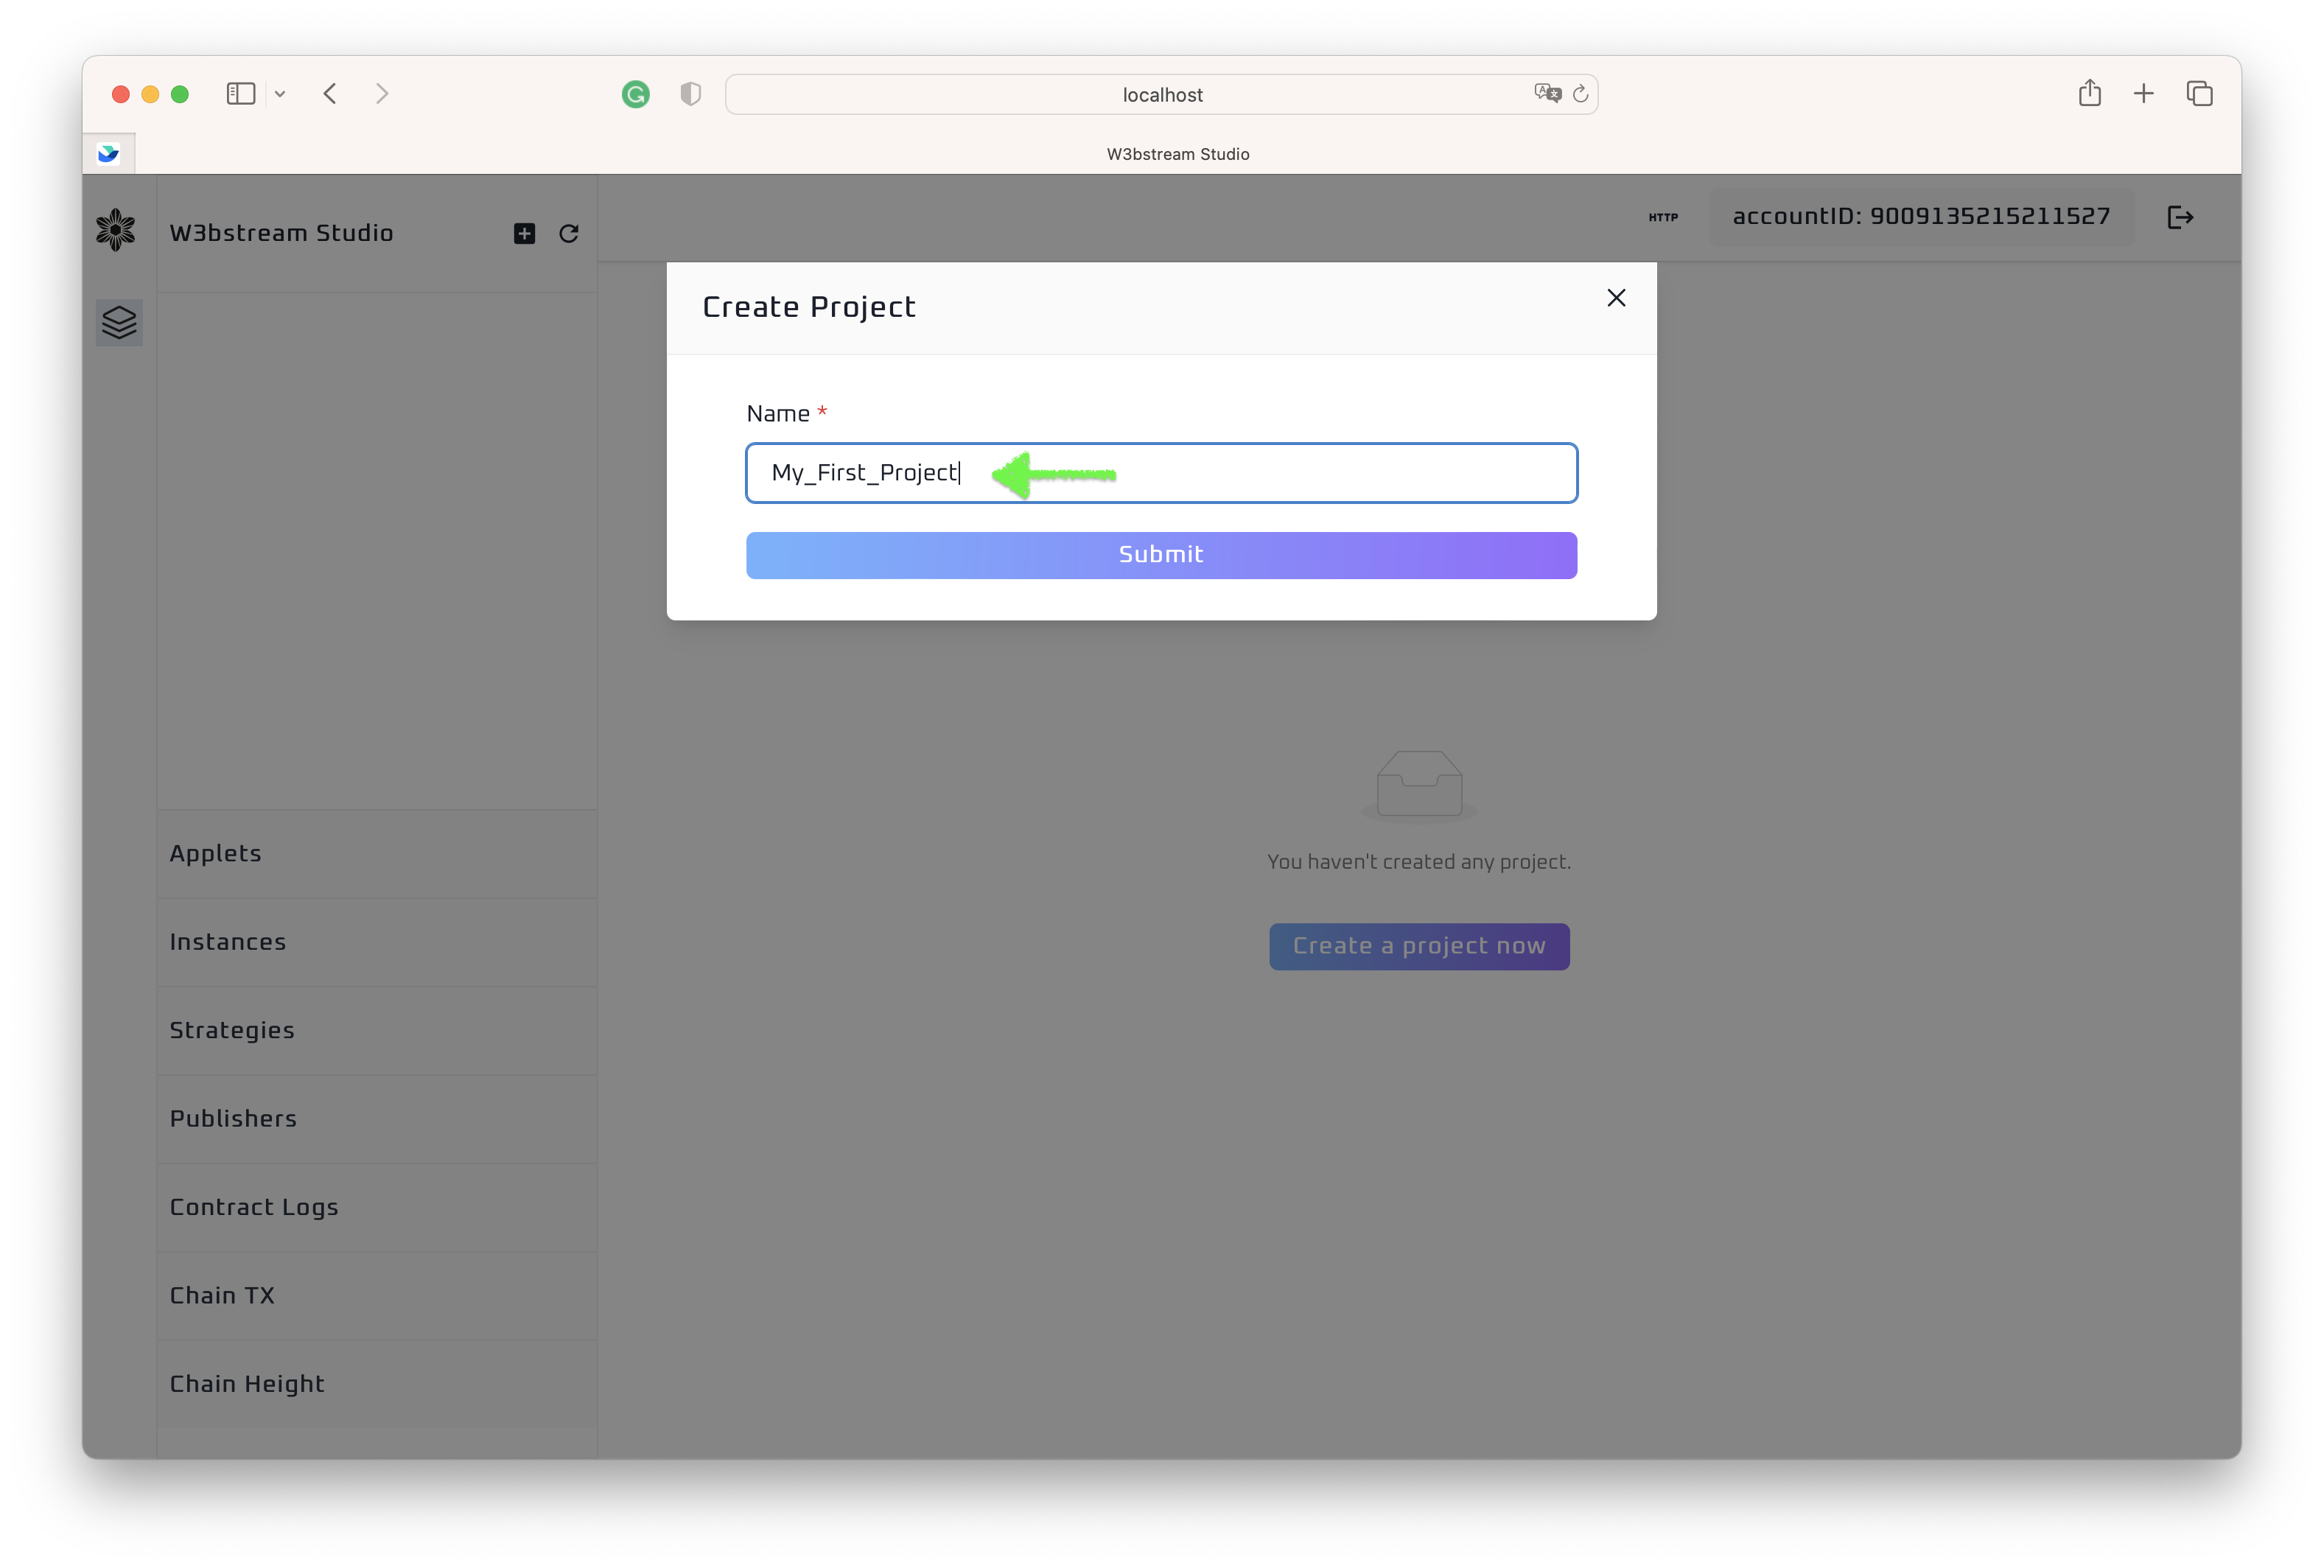 localhost
W3bstream Studio
W3bstream Studio
HTTP
accountID: 9009135215211527
Create Project
Name *
My_First_Project
Submit
You haven't created any project.
Create a project now
Applets
Instances
Strategies
Publishers
Contract Logs
Chain TX
Chain Height